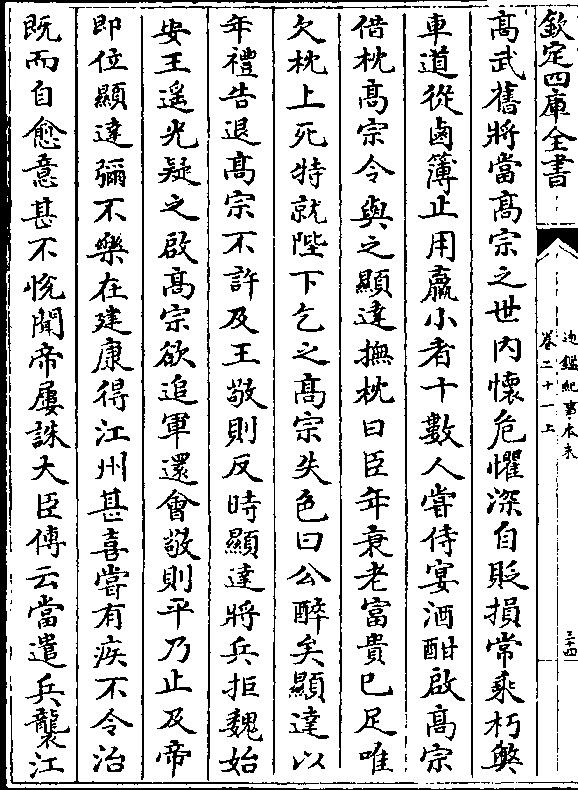 欽定四庫全書
通鑑紀事本末
卷二十一上
三十四
高武舊將當高宗之世内懷危懼深自貶損常乘朽弊
車道從鹵簿止用羸小者十數人嘗侍宴酒酣啟高宗
借枕高宗令與之顯達撫枕曰臣年衰老富貴已足唯
欠枕上死特就陛下乞之高宗失色曰公醉矣顯達以
年禮告退高宗不許及王敬則反時顯達將兵拒魏始
安王遥光疑之啟高宗欲追軍還會敬則平乃止及帝
即位顯達彌不樂在建康得江州甚喜嘗有疾不令治
既而自愈意甚不悅聞帝屢誅大臣傳云當遣兵襲江